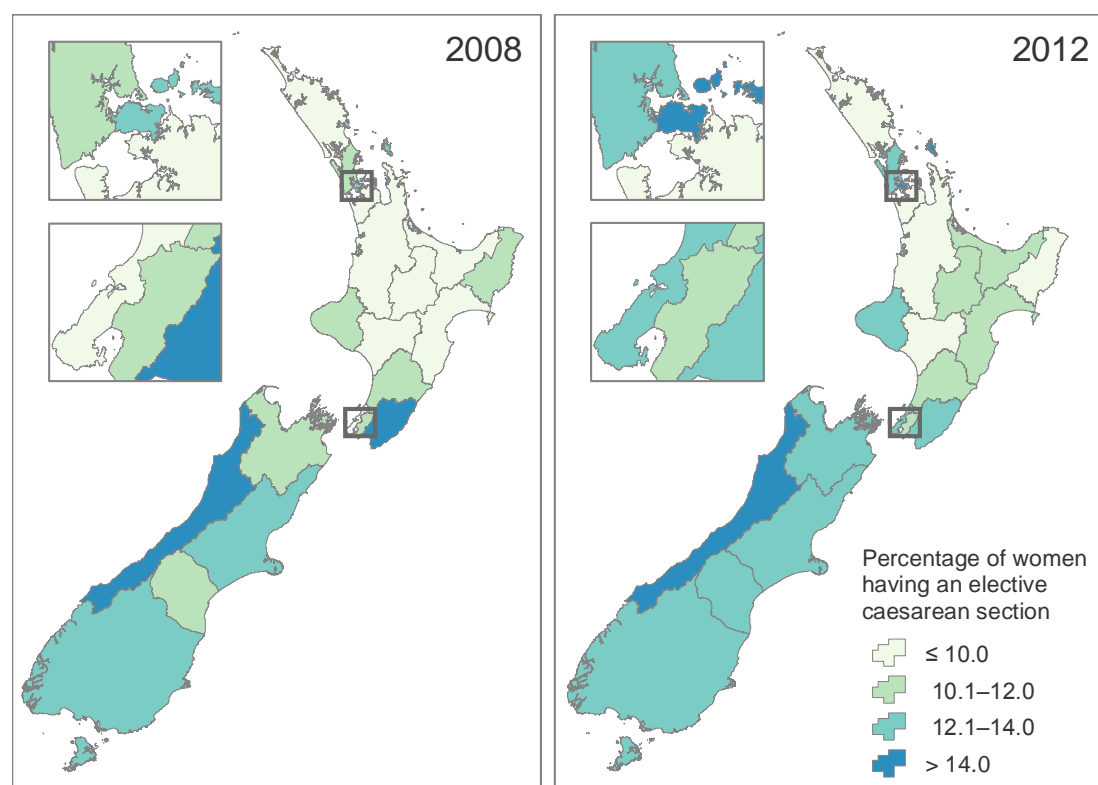 2008
2012
Percentage of women
having an elective
caesarean section
≤ 10.0
10.1–12.0
12.1–14.0
> 14.0